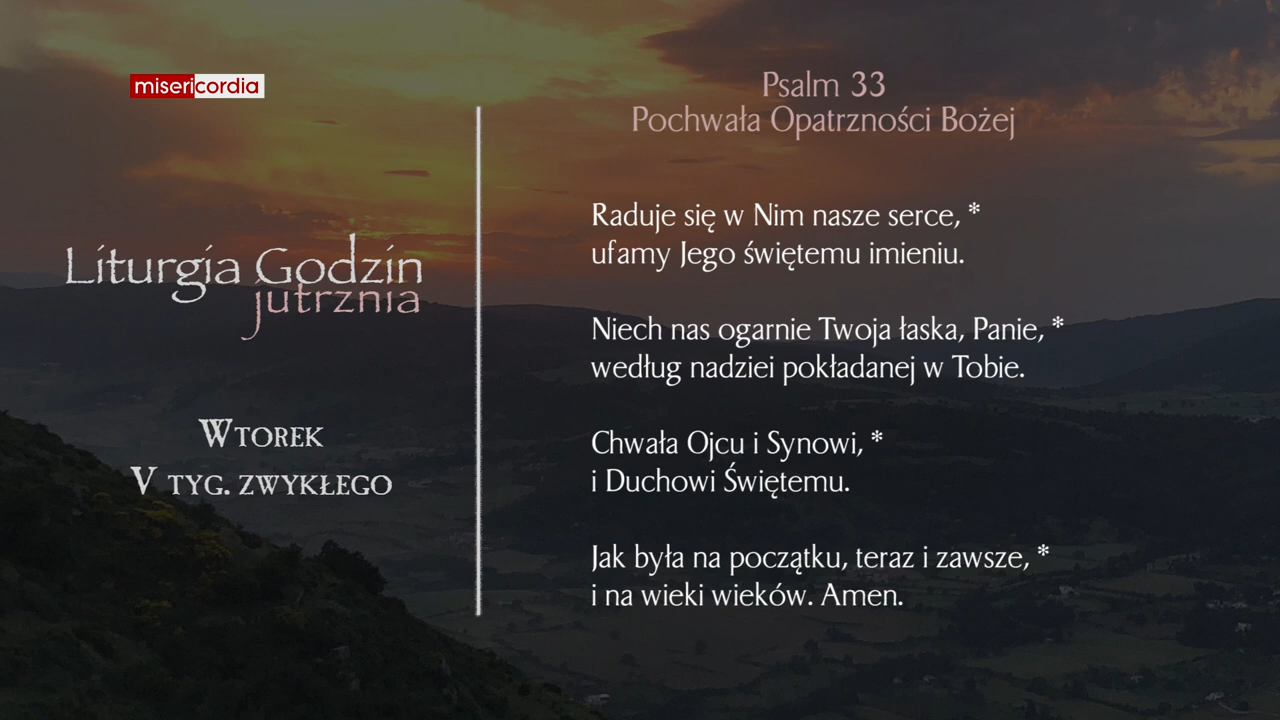 misericordia
Liturgia Godzin
jutrznia
Wtorek
V tyg. zwykłego
Psalm 33
Pochwała Opatrzności Bożej
Raduje się w Nim nasze serce, *
ufamy Jego świętemu imieniu.
Niech nas ogarnie Twoja łaska, Panie, *
według nadziei pokładanej w Tobie.
Chwała Ojcu i Synowi, *
i Duchowi Świętemu.
Jak była na początku, teraz i zawsze, *
i na wieki wieków. Amen.